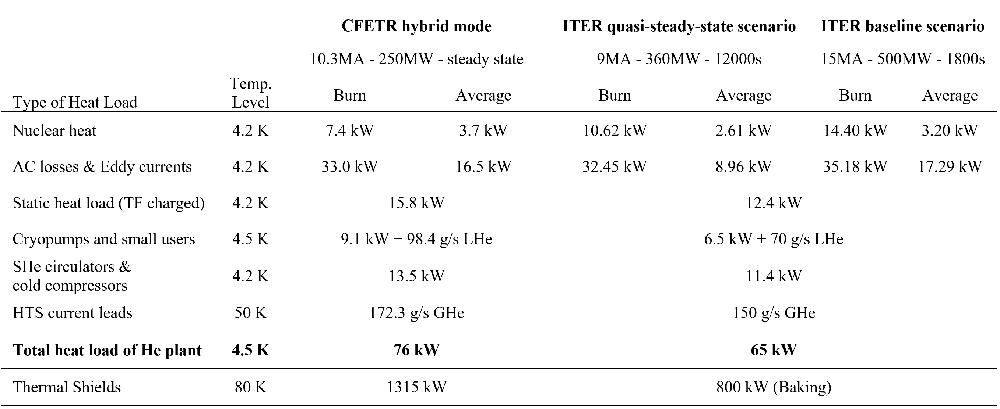 CFETR hybrid mode ITER quasi-steady-state scenario ITER baseline scenario
10.3MA - 250MW - steady state 9MA - 360MW - 12000s 15MA - 500MW - 1800s
Type of Heat Load Temp. Level Burn Average Burn Average Burn Average
Nuclear heat 4.2 K 7.4 kW 3.7 kW 10.62 kW 2.61 kW 14.40 kW 3.20 kW
AC losses & Eddy currents 4.2 K 33.0 kW 16.5 kW 32.45 kW 8.96 kW 35.18 kW 17.29 kW
Static heat load (TF charged) 4.2 K 15.8 kW 12.4 kW
Cryopumps and small users 4.5 K 9.1 kW + 98.4 g/s LHe 6.5 kW + 70 g/s LHe
SHe circulators &
cold compressors 4.2 K 13.5 kW 11.4 kW
HTS current leads 50 K 172.3 g/s GHe 150 g/s GHe
Total heat load of He plant 4.5 K 76 kW 65 kW
Thermal Shields 80 K 1315 kW 800 kW (Baking)